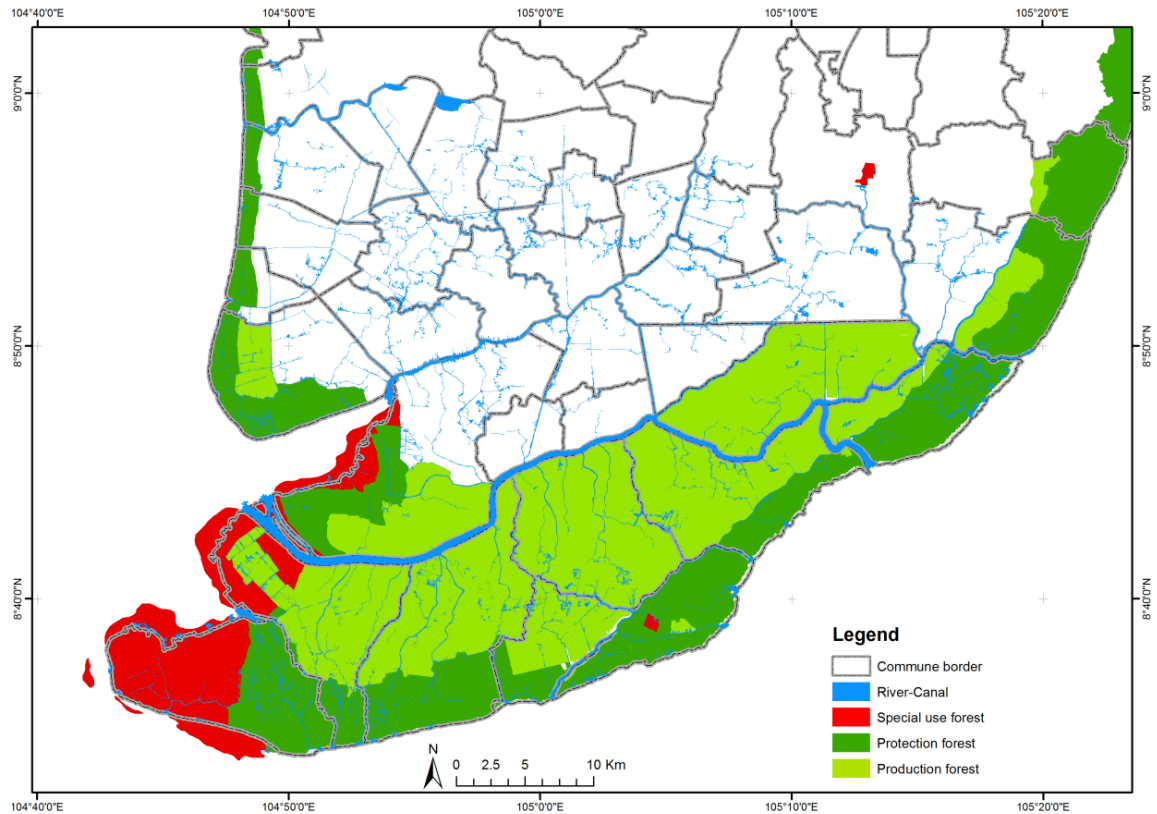 104°40'0"E 104°50'0"E 105°0'0"E 105°10'0"E 105°20'0"E
9°0'0"N 9°0'0"N
8°50'0"N 8°50'0"N
8°40'0"N 8°40'0"N
Legend
Commune border
River-Canal
Special use forest
Protection forest
Production forest
N
0 2.5 5 10 Km
104°40'0"E 104°50'0"E 105°0'0"E 105°10'0"E 105°20'0"E